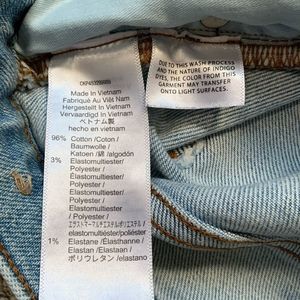 Made In Vietnam
Fabriqué Au Viêt Nam
Hergestellt In Vietnam
Vervaardigd In Vietnam
ベトナム製
hecho en vietnam
96% Cotton /Coton /
Baumwolle /
Katoen /綿 /algodón
3% Elastomultiester/
Polyester /
Elastomultiester/
Polyester /
Elastomultiester/
Polyester /
Elastomultiester/
Polyester /
エラストマーマルチエステル/ポリエステル /
elastomultiéster/poliéster
1% Elastane /Élasthanne /
Elastan /Elastaan /
ポリウレタン /elastano
DUE TO THIS WASH PROCESS
AND THE NATURE OF INDIGO
DYES, THE COLOR FROM THIS
GARMENT MAY TRANSFER
ONTO LIGHT SURFACES.